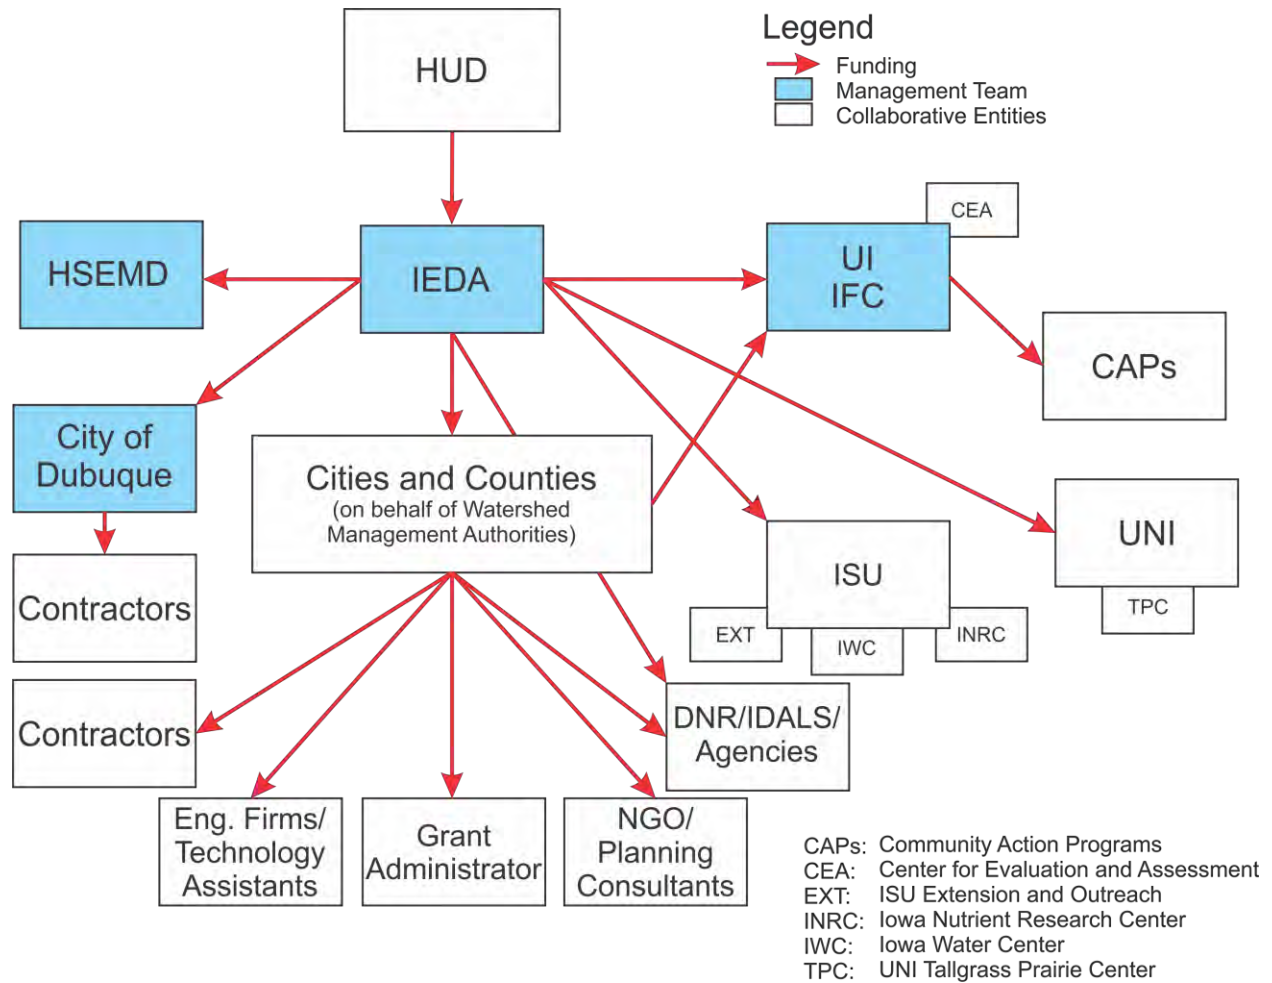 HUD
Legend
Funding
Management Team
Collaborative Entities
CEA
HSEMD
IEDA
UI
IFC
CAPs
City of
Dubuque
Cities and Counties
(on behalf of Watershed
Management Authorities)
UNI
TPC
ISU
EXT
IWC
INRC
Contractors
Contractors
DNR/IDALS/
Agencies
Eng. Firms/
Technology
Assistants
Grant
Administrator
NGO/
Planning
Consultants
CAPs: Community Action Programs
CEA: Center for Evaluation and Assessment
EXT: ISU Extension and Outreach
INRC: Iowa Nutrient Research Center
IWC: Iowa Water Center
TPC: UNI Tallgrass Prairie Center